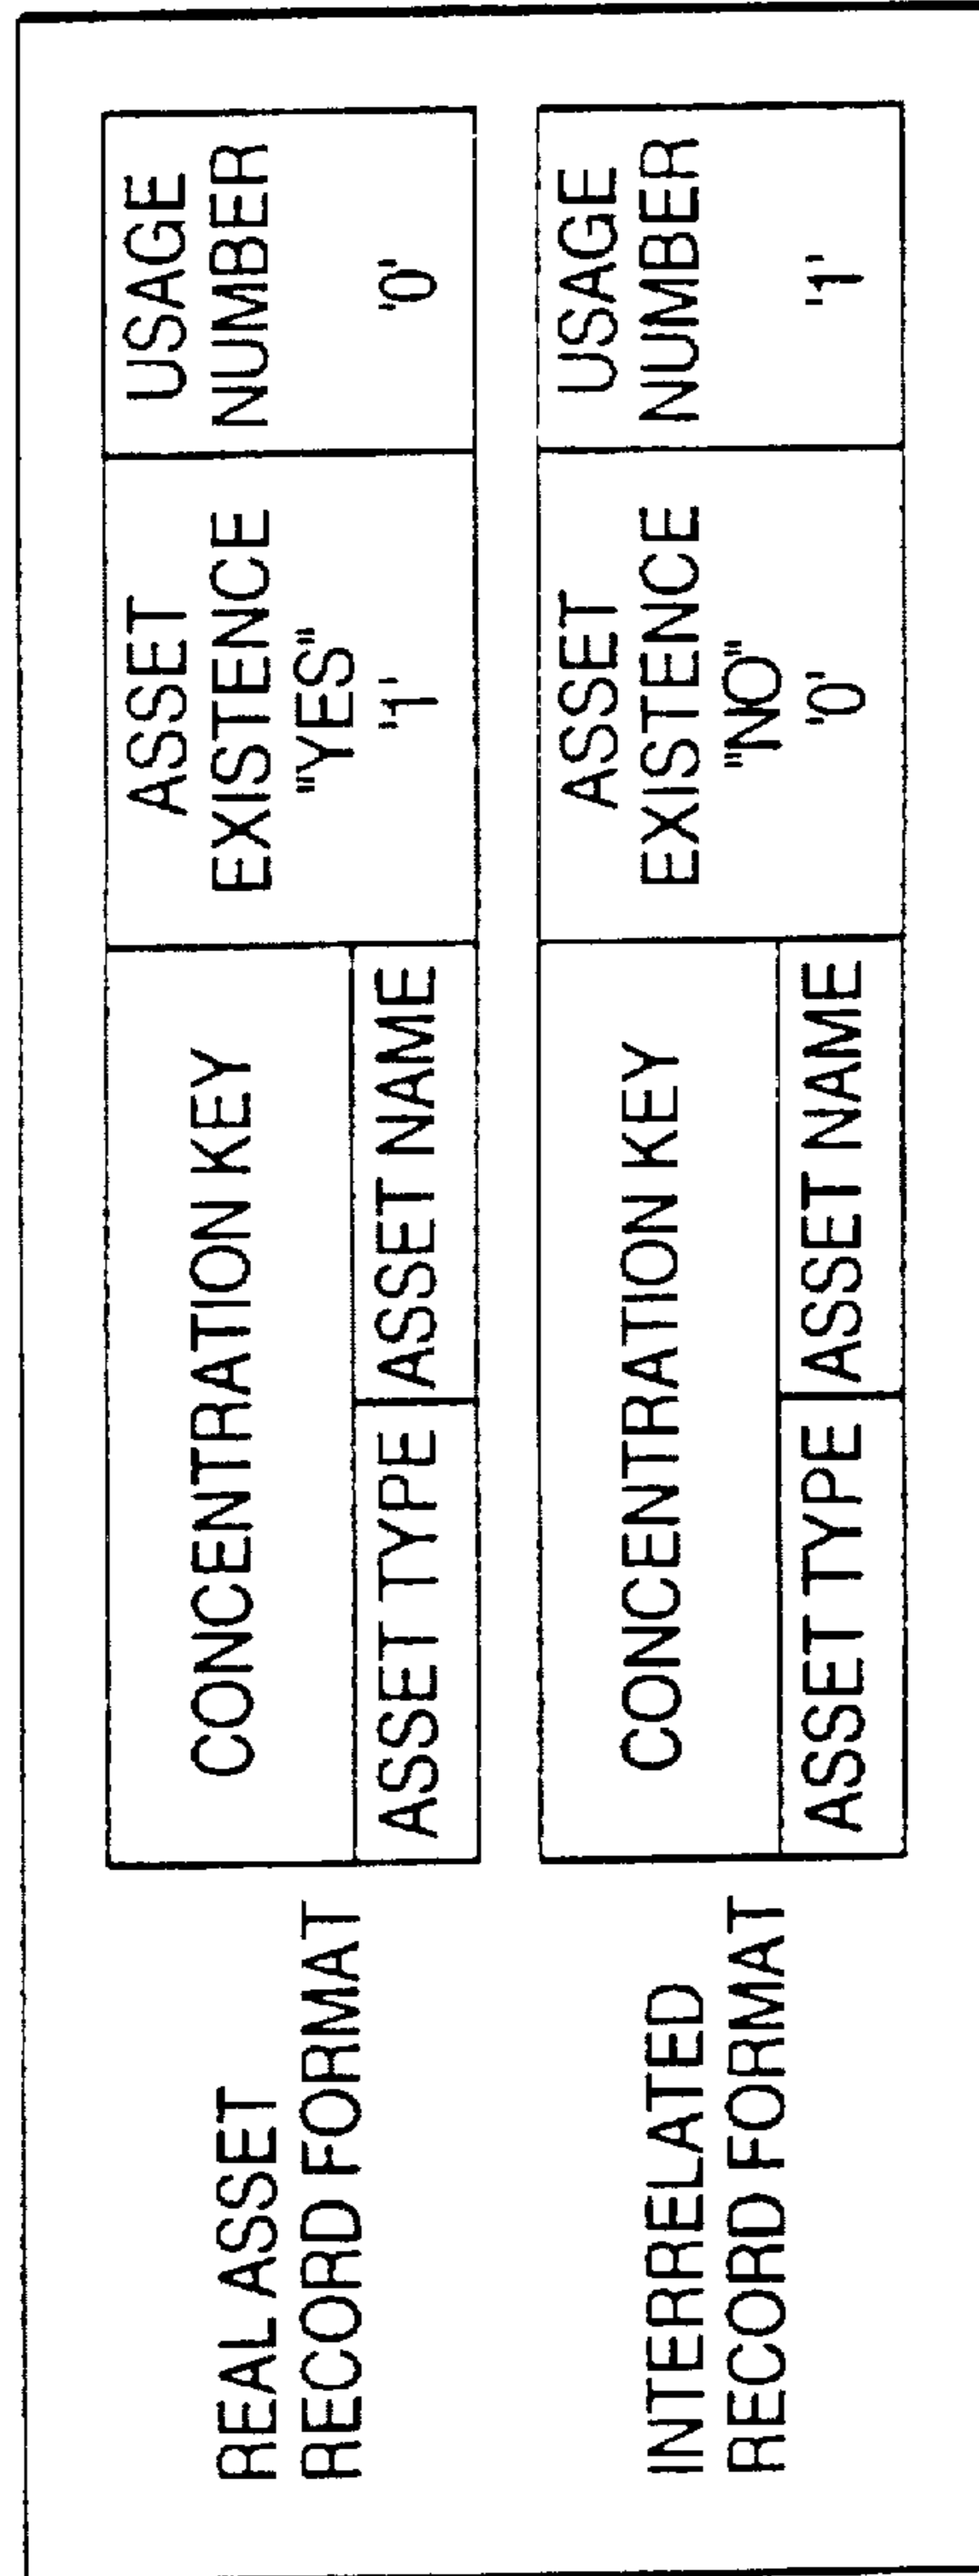 REAL ASSET
RECORD FORMAT
CONCENTRATION KEY
ASSET TYPE
ASSET NAME
ASSET
EXISTENCE
"YES"
'1'
USAGE
NUMBER
'0'
INTERRELATED
RECORD FORMAT
CONCENTRATION KEY
ASSET TYPE
ASSET NAME
ASSET
EXISTENCE
"NO"
'0'
USAGE
NUMBER
'1'